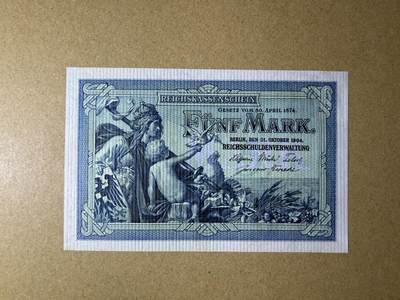 REICHSKASSENSCHEIN
GESETZ VOM 30. APRIL 1874
FÜNF MARK.
BERLIN, DEN 31. OKTOBER 1904.
REICHSSCHULDENVERWALTUNG